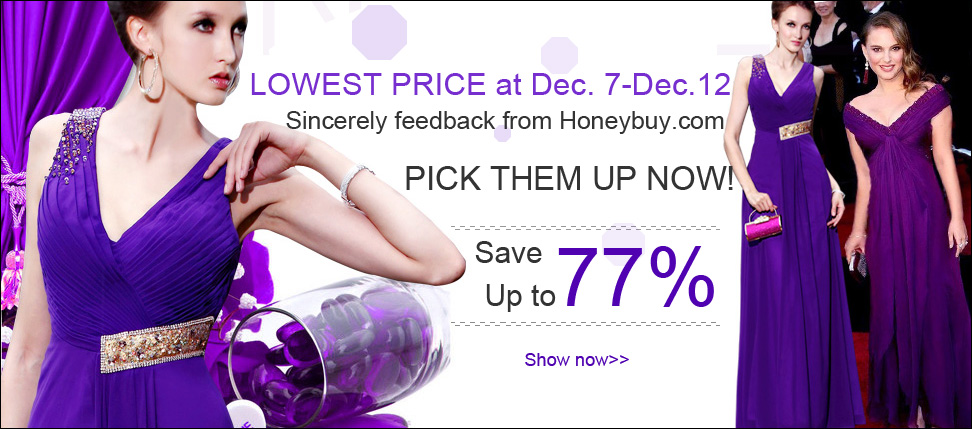 LOWEST PRICE at Dec. 7-Dec.12
Sincerely feedback from Honeybuy.com
PICK THEM UP NOW!
Save
Up to 77%
Show now>>